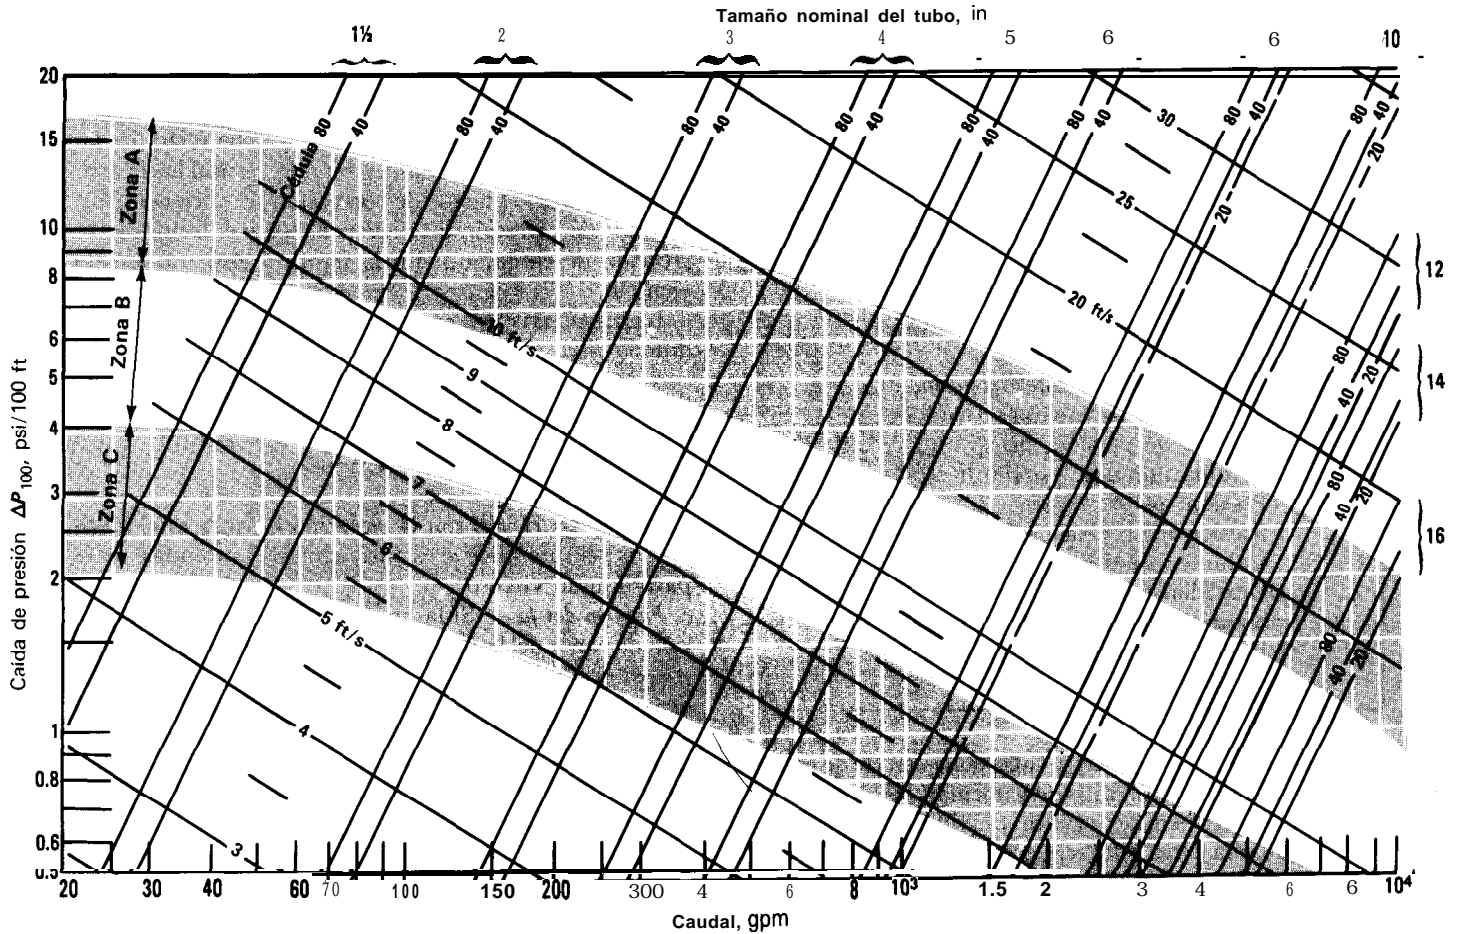 Tamaño nominal del tubo, in
1½ 2 3 4 5 6 6 10
20 15 10 8 6 5 4 3 2 1 0.8 0.6 0.5
Caída de presión ΔP100, psi/100 ft
Zona A
Zona B
Zona C
Cédule
80 40 80 40 80 40 80 40 80 40 80 40 80 40 80 40
20 20
30
25
20 ft/s
10 ft/s
9
8
7
6
5 ft/s
4
3
12
80 40 20
14
80 40 20
16
80 40 20
20 30 40 60 70 100 150 200 300 4 6 8 10³ 1.5 2 3 4 6 6 10⁴
Caudal, gpm